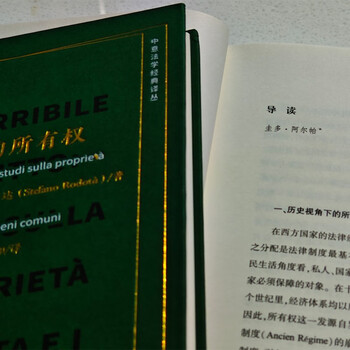 中意法学经典译丛
RRIBILE
所有权
studi sulla proprietà
达（Stefano Rodotà）/著
eni comuni
/译
RIETÀ
TA E I
导 读
圭多·阿尔帕*
一、历史视角下的所
在西方国家的法律
之分配是法律制度最基
民生活角度看，私人、国家
家必须保障的对象。在十
个世纪里，经济体系均以
因此，所有权这一发源自
制度（Ancien Régime）的